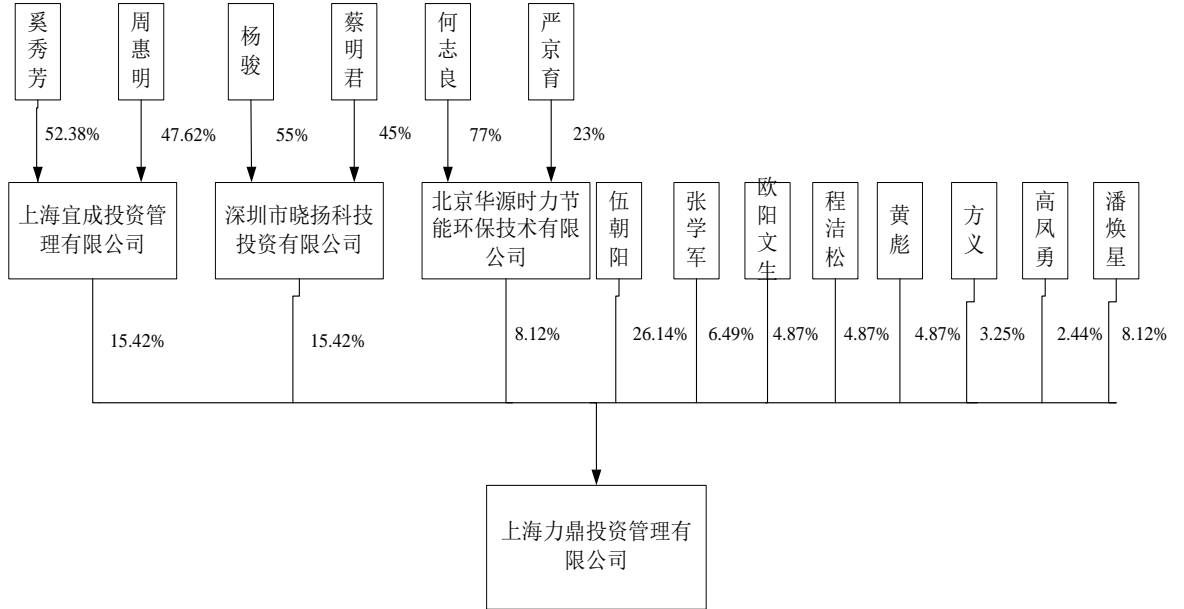 奚秀芳
周惠明
杨骏
蔡明君
何志良
严京育
52.38%
47.62%
55%
45%
77%
23%
上海宜成投资管
理有限公司
深圳市晓扬科技
投资有限公司
北京华源时力节
能环保技术有限
公司
伍朝阳
张学军
欧阳文生
程洁松
黄彪
方义
高凤勇
潘焕星
15.42%
15.42%
8.12%
26.14%
6.49%
4.87%
4.87%
4.87%
3.25%
2.44%
8.12%
上海力鼎投资管理有
限公司